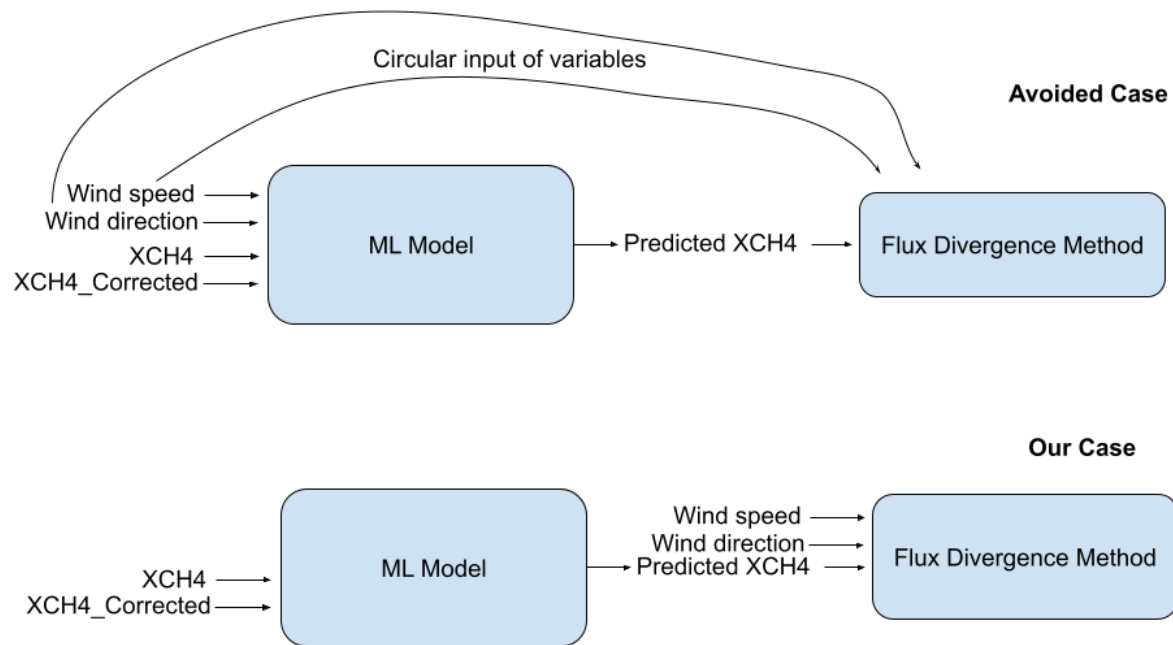 Circular input of variables
Avoided Case
Wind speed
Wind direction
XCH4
XCH4_Corrected
ML Model
Predicted XCH4
Flux Divergence Method
Our Case
XCH4
XCH4_Corrected
ML Model
Wind speed
Wind direction
Predicted XCH4
Flux Divergence Method